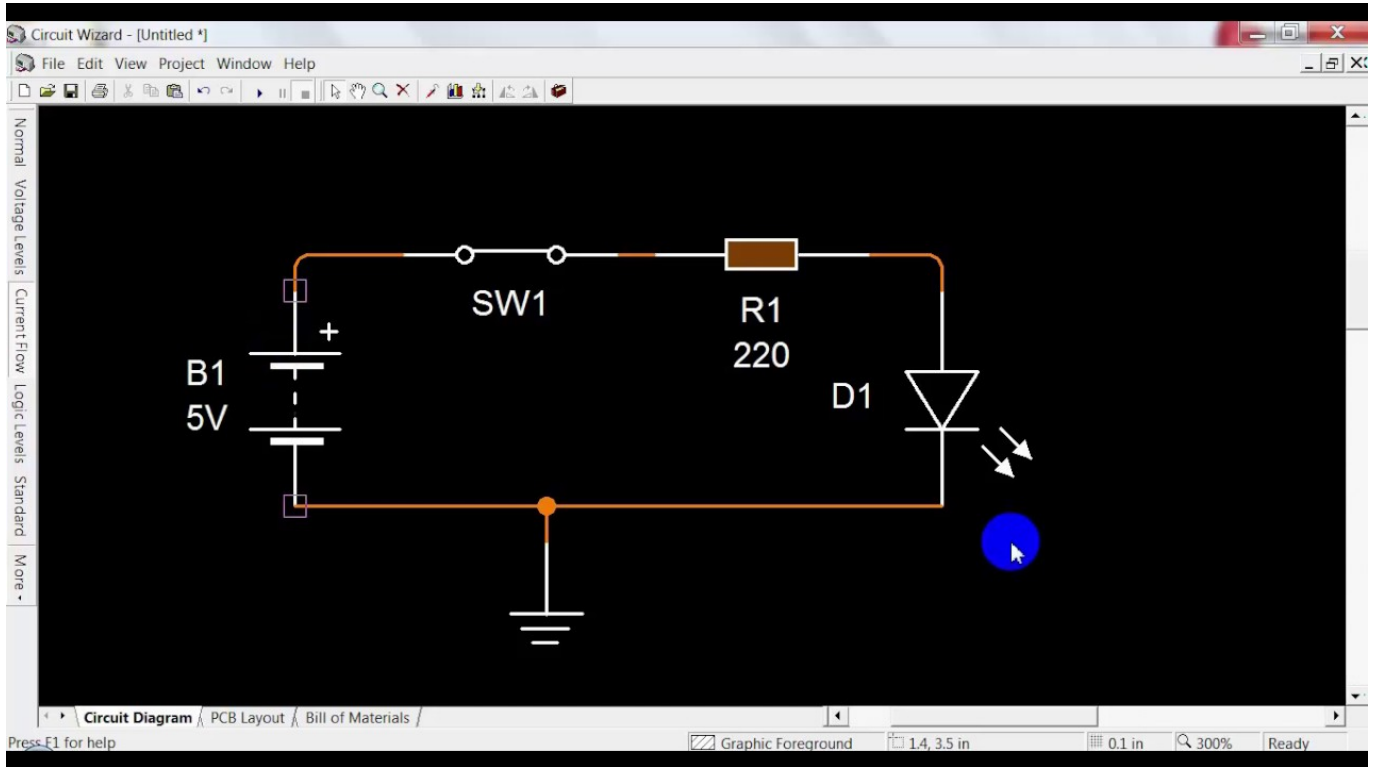 Circuit Wizard - [Untitled *]
File Edit View Project Window Help
Normal
Voltage Levels
Current Flow
Logic Levels
Standard
More
SW1
R1
220
+
B1
5V
D1
Circuit Diagram PCB Layout Bill of Materials
Press F1 for help Graphic Foreground 1.4, 3.5 in 0.1 in 300% Ready